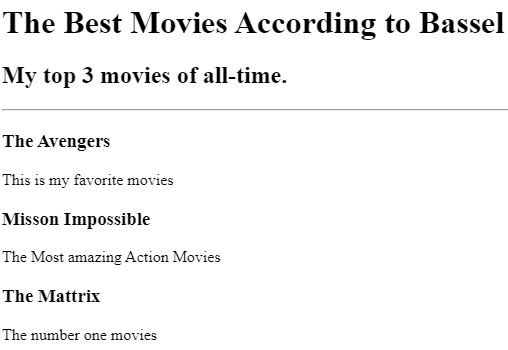 The Best Movies According to Bassel
My top 3 movies of all-time.
The Avengers
This is my favorite movies
Misson Impossible
The Most amazing Action Movies
The Mattrix
The number one movies